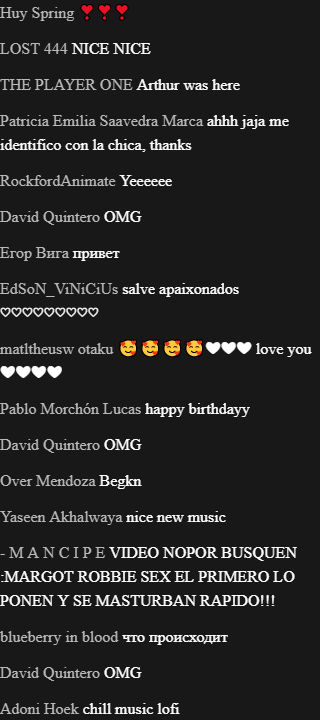 Huy Spring ❣❣❣
LOST 444 NICE NICE
THE PLAYER ONE Arthur was here
Patricia Emilia Saavedra Marca ahhh jaja me
identifico con la chica, thanks
RockfordAnimate Yeeeeee
David Quintero OMG
Егор Вига привет
EdSoN_ViNiCiUs salve apaixonados
♡♡♡♡♡♡♡♡♡
matltheusw otaku 🥰 🥰 🥰 🥰🤍🤍🤍 love you
🤍🤍🤍🤍
Pablo Morchón Lucas happy birthdayy
David Quintero OMG
Over Mendoza Begkn
Yaseen Akhalwaya nice new music
- M A N C I P E VIDEO NOPOR BUSQUEN
:MARGOT ROBBIE SEX EL PRIMERO LO
PONEN Y SE MASTURBAN RAPIDO!!!
blueberry in blood что происходит
David Quintero OMG
Adoni Hoek chill music lofi